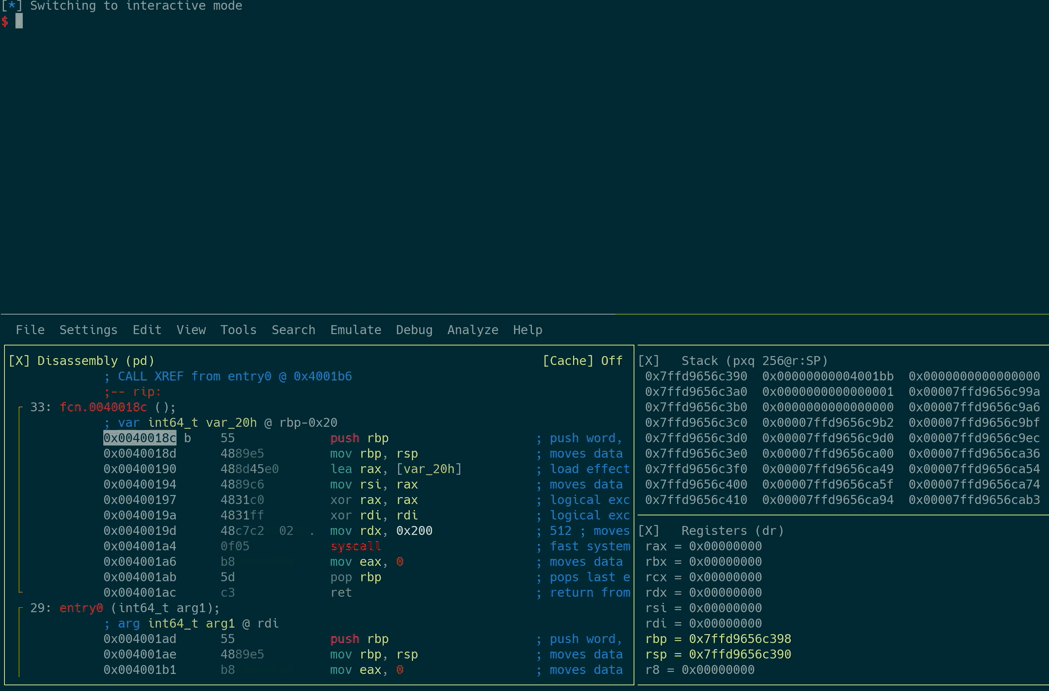 [*] Switching to interactive mode
$
File Settings Edit View Tools Search Emulate Debug Analyze Help
[X] Disassembly (pd) [Cache] Off
; CALL XREF from entry0 @ 0x4001b6
;-- rip:
33: fcn.0040018c ();
; var int64_t var_20h @ rbp-0x20
0x0040018c b 55 push rbp ; push word,
0x0040018d 4889e5 mov rbp, rsp ; moves data
0x00400190 488d45e0 lea rax, [var_20h] ; load effect
0x00400194 4889c6 mov rsi, rax ; moves data
0x00400197 4831c0 xor rax, rax ; logical exc
0x0040019a 4831ff xor rdi, rdi ; logical exc
0x0040019d 48c7c2 02 . mov rdx, 0x200 ; 512 ; moves
0x004001a4 0f05 syscall ; fast system
0x004001a6 b8 mov eax, 0 ; moves data
0x004001ab 5d pop rbp ; pops last e
0x004001ac c3 ret ; return from
29: entry0 (int64_t arg1);
; arg int64_t arg1 @ rdi
0x004001ad 55 push rbp ; push word,
0x004001ae 4889e5 mov rbp, rsp ; moves data
0x004001b1 b8 mov eax, 0 ; moves data
[X] Stack (pxq 256@r:SP)
0x7ffd9656c390 0x00000000004001bb 0x0000000000000000
0x7ffd9656c3a0 0x0000000000000001 0x00007ffd9656c99a
0x7ffd9656c3b0 0x0000000000000000 0x00007ffd9656c9a6
0x7ffd9656c3c0 0x00007ffd9656c9b2 0x00007ffd9656c9bf
0x7ffd9656c3d0 0x00007ffd9656c9d0 0x00007ffd9656c9ec
0x7ffd9656c3e0 0x00007ffd9656ca00 0x00007ffd9656ca36
0x7ffd9656c3f0 0x00007ffd9656ca49 0x00007ffd9656ca54
0x7ffd9656c400 0x00007ffd9656ca5f 0x00007ffd9656ca74
0x7ffd9656c410 0x00007ffd9656ca94 0x00007ffd9656cab3
[X] Registers (dr)
rax = 0x00000000
rbx = 0x00000000
rcx = 0x00000000
rdx = 0x00000000
rsi = 0x00000000
rdi = 0x00000000
rbp = 0x7ffd9656c398
rsp = 0x7ffd9656c390
r8 = 0x00000000